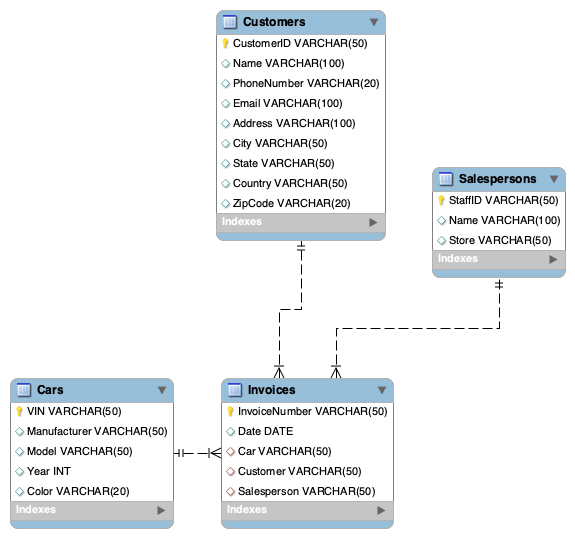 Customers
CustomerID VARCHAR(50)
Name VARCHAR(100)
PhoneNumber VARCHAR(20)
Email VARCHAR(100)
Address VARCHAR(100)
City VARCHAR(50)
State VARCHAR(50)
Country VARCHAR(50)
ZipCode VARCHAR(20)
Indexes
Salespersons
StaffID VARCHAR(50)
Name VARCHAR(100)
Store VARCHAR(50)
Indexes
Cars
VIN VARCHAR(50)
Manufacturer VARCHAR(50)
Model VARCHAR(50)
Year INT
Color VARCHAR(20)
Indexes
Invoices
InvoiceNumber VARCHAR(50)
Date DATE
Car VARCHAR(50)
Customer VARCHAR(50)
Salesperson VARCHAR(50)
Indexes